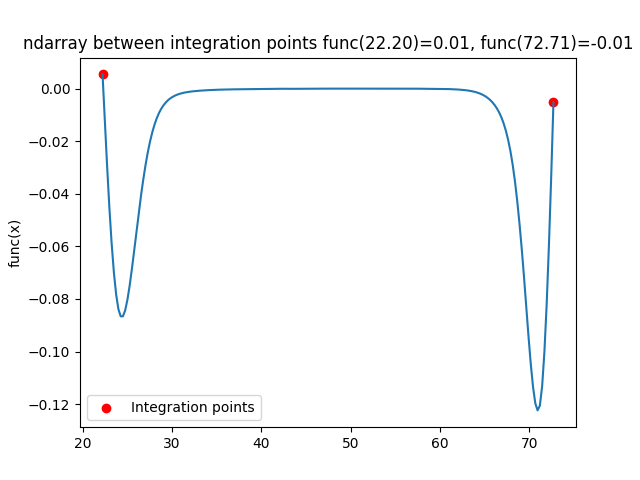 ndarray between integration points func(22.20)=0.01, func(72.71)=-0.01
func(x)
0.00
−0.02
−0.04
−0.06
−0.08
−0.10
−0.12
Integration points
20 30 40 50 60 70